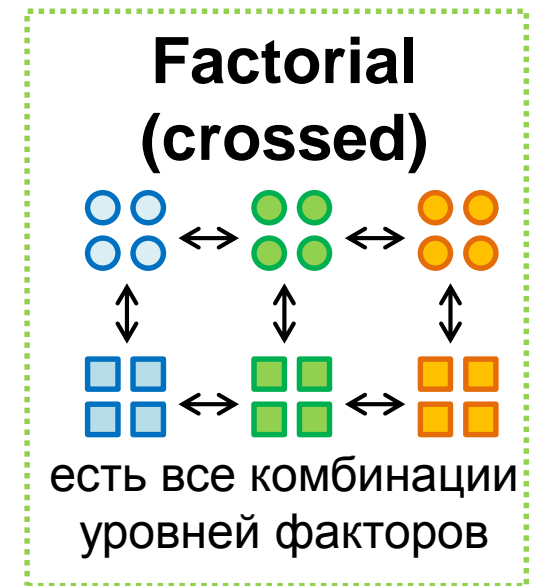 Factorial
(crossed)
есть все комбинации
уровней факторов